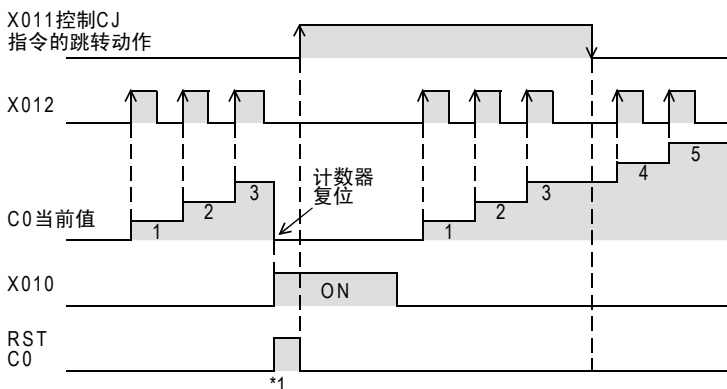 X011控制CJ
指令的跳转动作
X012
计数器
复位
C0当前值
1
2
3
1
2
3
4
5
X010
ON
RST
C0
*1